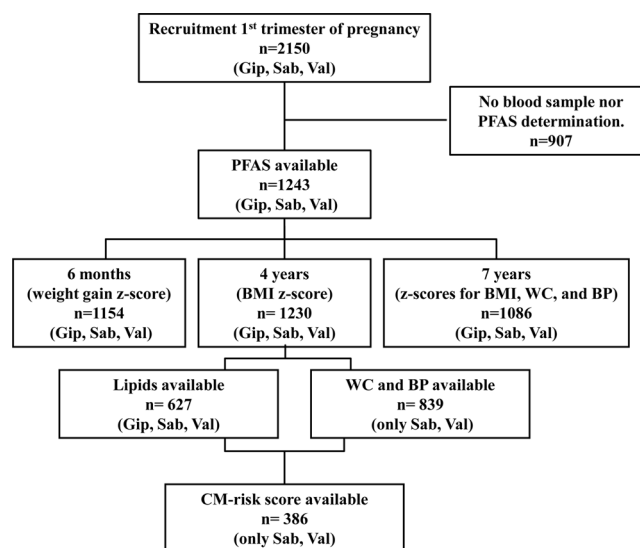 Recruitment 1st trimester of pregnancy
n=2150
(Gip, Sab, Val)
No blood sample nor
PFAS determination.
n=907
PFAS available
n=1243
(Gip, Sab, Val)
6 months
(weight gain z-score)
n=1154
(Gip, Sab, Val)
4 years
(BMI z-score)
n= 1230
(Gip, Sab, Val)
7 years
(z-scores for BMI, WC, and BP)
n=1086
(Gip, Sab, Val)
Lipids available
n= 627
(Gip, Sab, Val)
WC and BP available
n= 839
(only Sab, Val)
CM-risk score available
n= 386
(only Sab, Val)